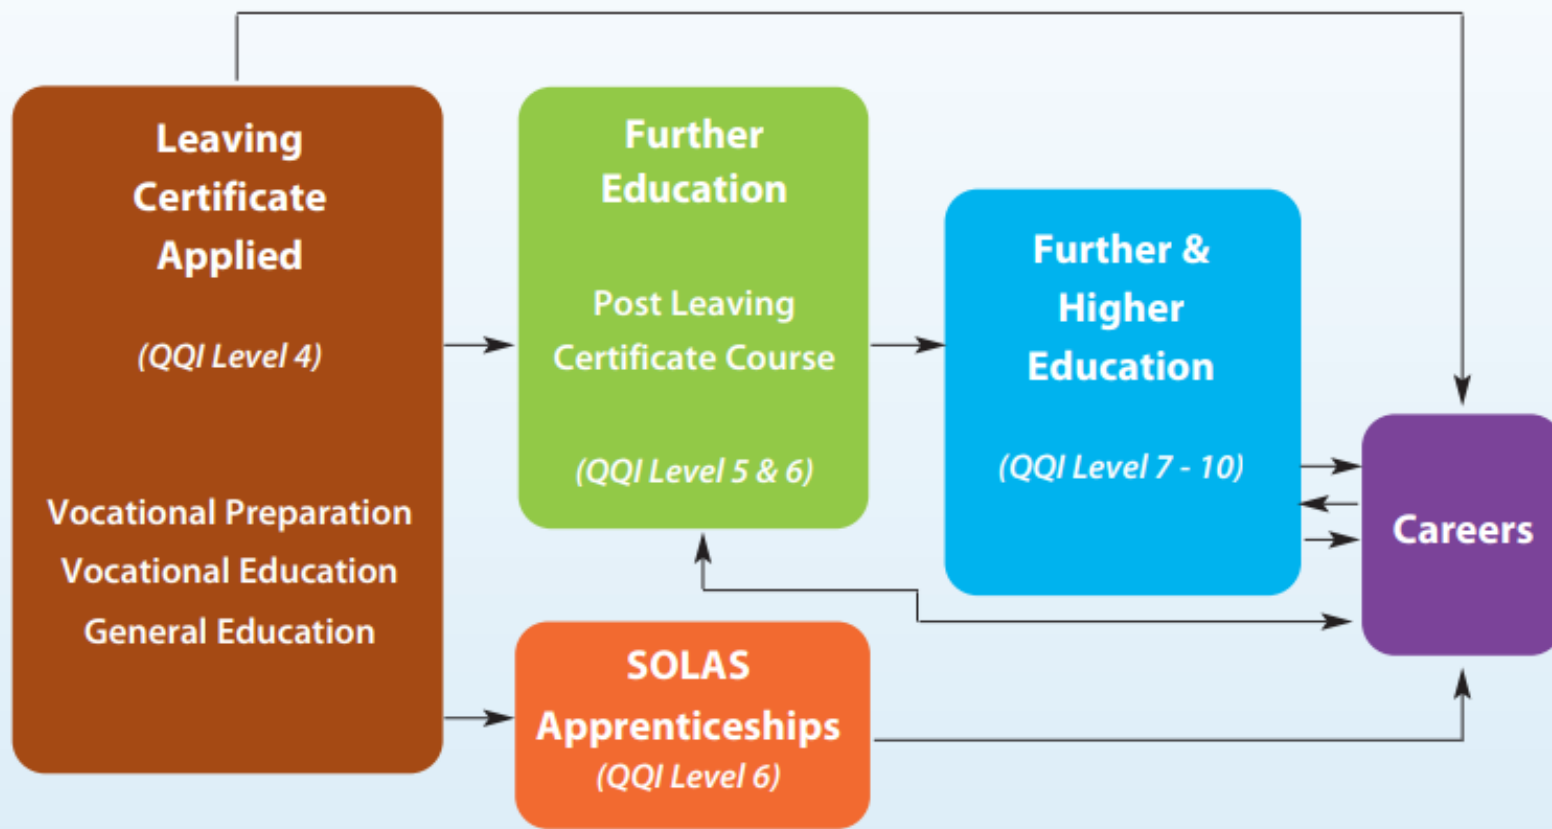 Leaving
Certificate
Applied
(QQI Level 4)
Vocational Preparation
Vocational Education
General Education
Further
Education
Post Leaving
Certificate Course
(QQI Level 5 & 6)
SOLAS
Apprenticeships
(QQI Level 6)
Further &
Higher
Education
(QQI Level 7 - 10)
Careers